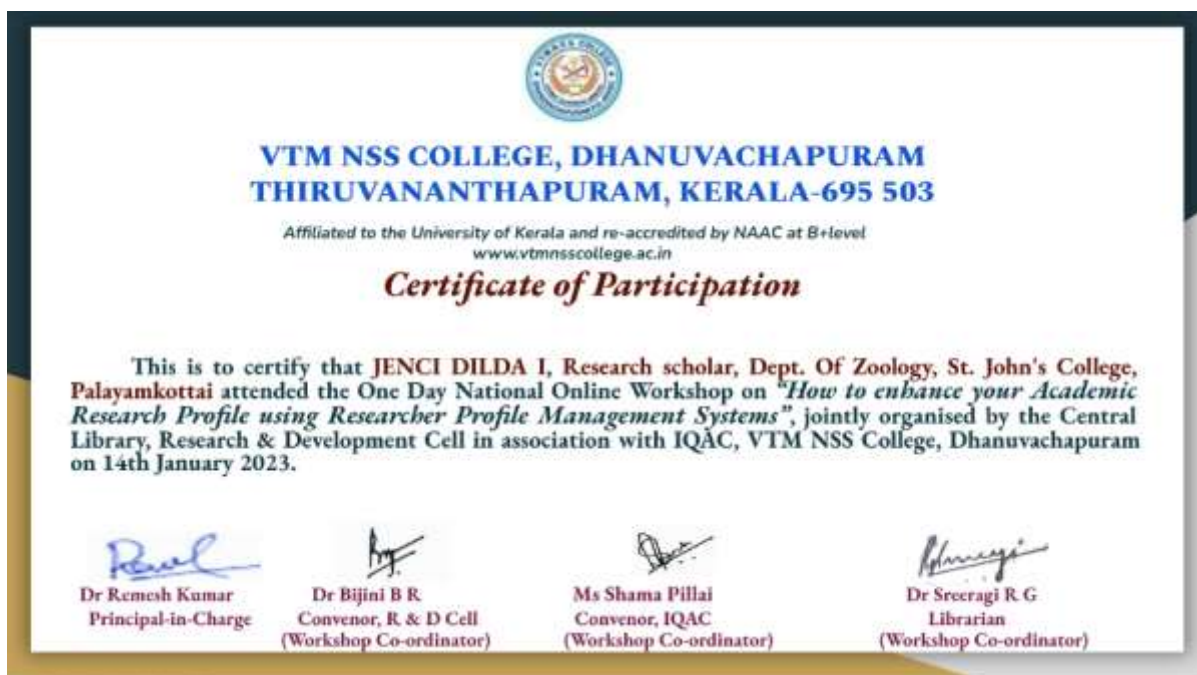 VTM NSS COLLEGE, DHANUVACHAPURAM
THIRUVANANTHAPURAM, KERALA-695 503
Affiliated to the University of Kerala and re-accredited by NAAC at B+level
www.vtmnsscollege.ac.in
Certificate of Participation
This is to certify that JENCI DILDA I, Research scholar, Dept. Of Zoology, St. John's College,
Palayamkottai attended the One Day National Online Workshop on "How to enhance your Academic
Research Profile using Researcher Profile Management Systems", jointly organised by the Central
Library, Research & Development Cell in association with IQAC, VTM NSS College, Dhanuvachapuram
on 14th January 2023.
Dr Remesh Kumar
Principal-in-Charge
Dr Bijini B R
Convenor, R & D Cell
(Workshop Co-ordinator)
Ms Shama Pillai
Convenor, IQAC
(Workshop Co-ordinator)
Dr Sreeragi R G
Librarian
(Workshop Co-ordinator)